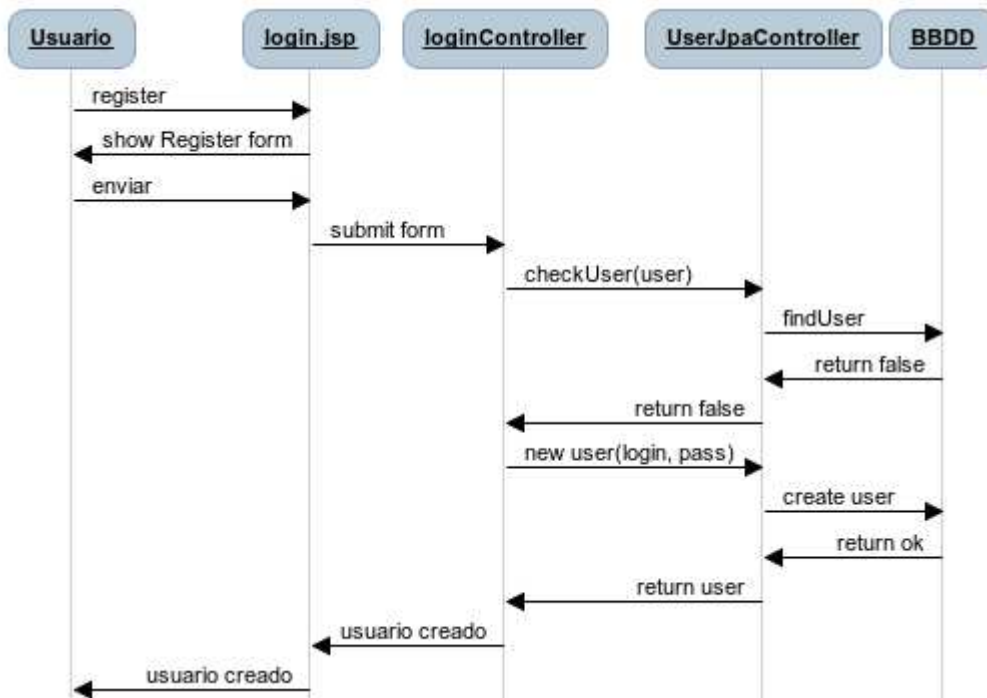 Usuario login.jsp loginController UserJpaController BBDD
register
show Register form
enviar
submit form
checkUser(user)
findUser
return false
return false
new user(login, pass)
create user
return ok
return user
usuario creado
usuario creado